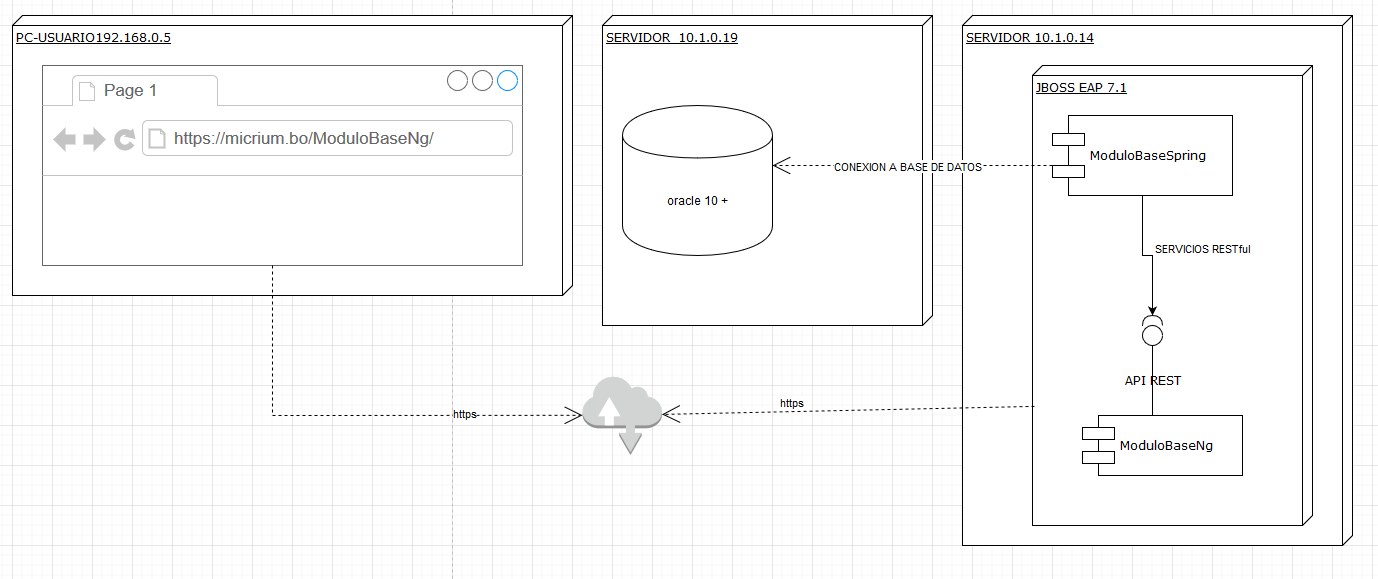 PC-USUARIO192.168.0.5
Page 1
https://micrium.bo/ModuloBaseNg/
SERVIDOR  10.1.0.19
oracle 10 +
CONEXION A BASE DE DATOS
SERVIDOR 10.1.0.14
JBOSS EAP 7.1
ModuloBaseSpring
SERVICIOS RESTful
API REST
ModuloBaseNg
https
https